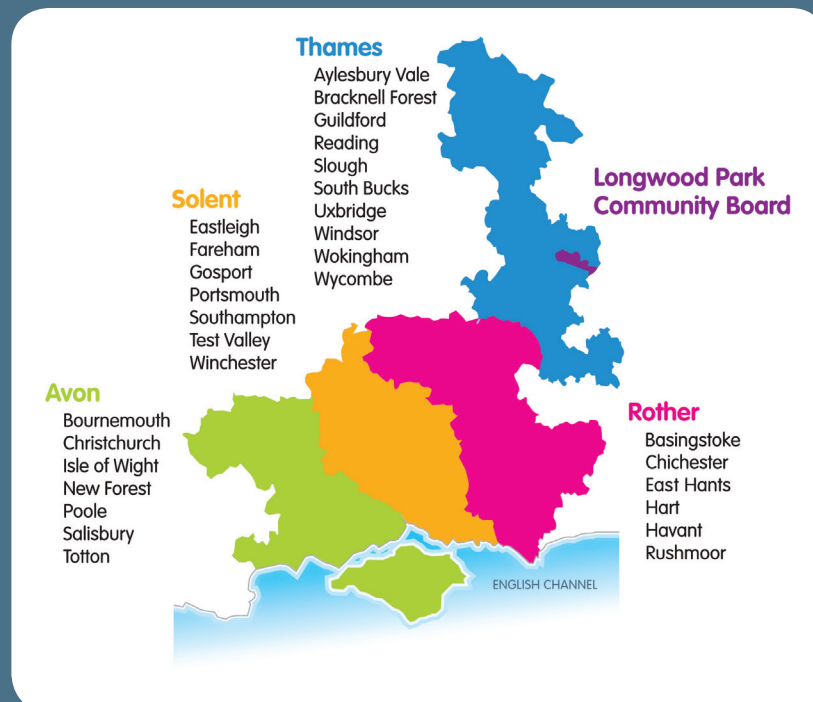 Thames
Aylesbury Vale
Bracknell Forest
Guildford
Reading
Slough
South Bucks
Uxbridge
Windsor
Wokingham
Wycombe
Longwood Park
Community Board
Solent
Eastleigh
Fareham
Gosport
Portsmouth
Southampton
Test Valley
Winchester
Avon
Bournemouth
Christchurch
Isle of Wight
New Forest
Poole
Salisbury
Totton
Rother
Basingstoke
Chichester
East Hants
Hart
Havant
Rushmoor
ENGLISH CHANNEL